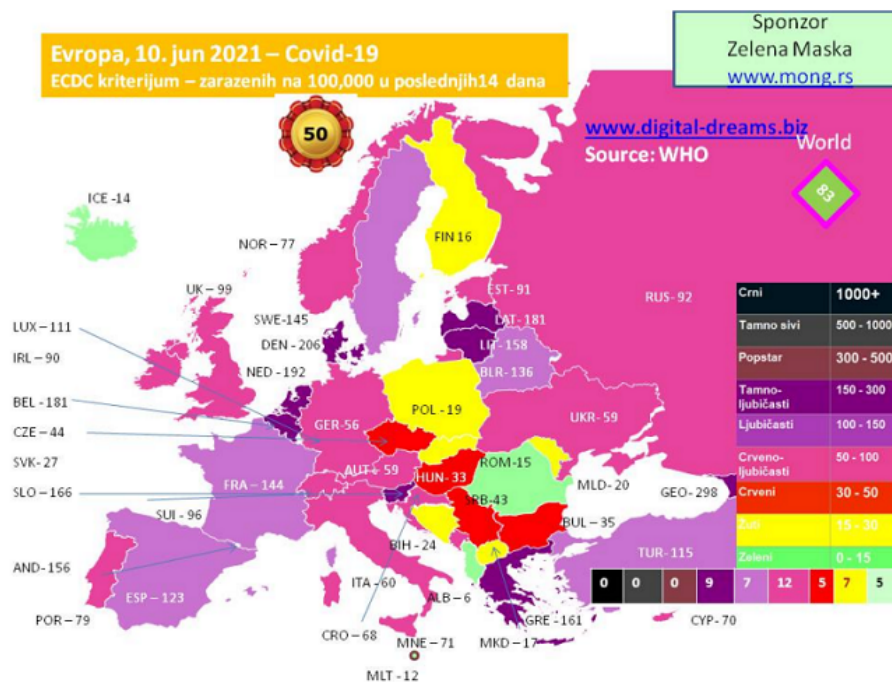 Evropa, 10. jun 2021 – Covid-19
ECDC kriterijum – zarazenih na 100,000 u poslednjih14 dana
Sponzor
Zelena Maska
www.mong.rs
50
www.digital-dreams.biz
Source: WHO
World
83
ICE -14
FIN 16
NOR – 77
UK – 99
EST- 91
RUS- 92
SWE-145
LAT- 181
LUX – 111
DEN - 206
LIT – 158
IRL – 90
NED - 192
BLR - 136
BEL - 181
GER-56
POL - 19
UKR - 59
CZE – 44
SVK- 27
AUT - 59
HUN- 33
ROM-15
MLD - 20
FRA – 144
SLO – 166
SRB-43
GEO - 298
SUI - 96
BUL – 35
BIH - 24
TUR- 115
AND-156
ESP – 123
ITA - 60
ALB – 6
POR – 79
GRE -161
CYP- 70
CRO – 68
MNE – 71
MKD – 17
MLT - 12
Crni 1000+
Tamno sivi 500 - 1000
Popstar 300 - 500
Tamno-
ljubičasti 150 - 300
Ljubičasti 100 - 150
Crveno-
ljubičasti 50 - 100
Crveni 30 - 50
Žuti 15 - 30
Zeleni 0 - 15
0 0 0 9 7 12 5 7 5